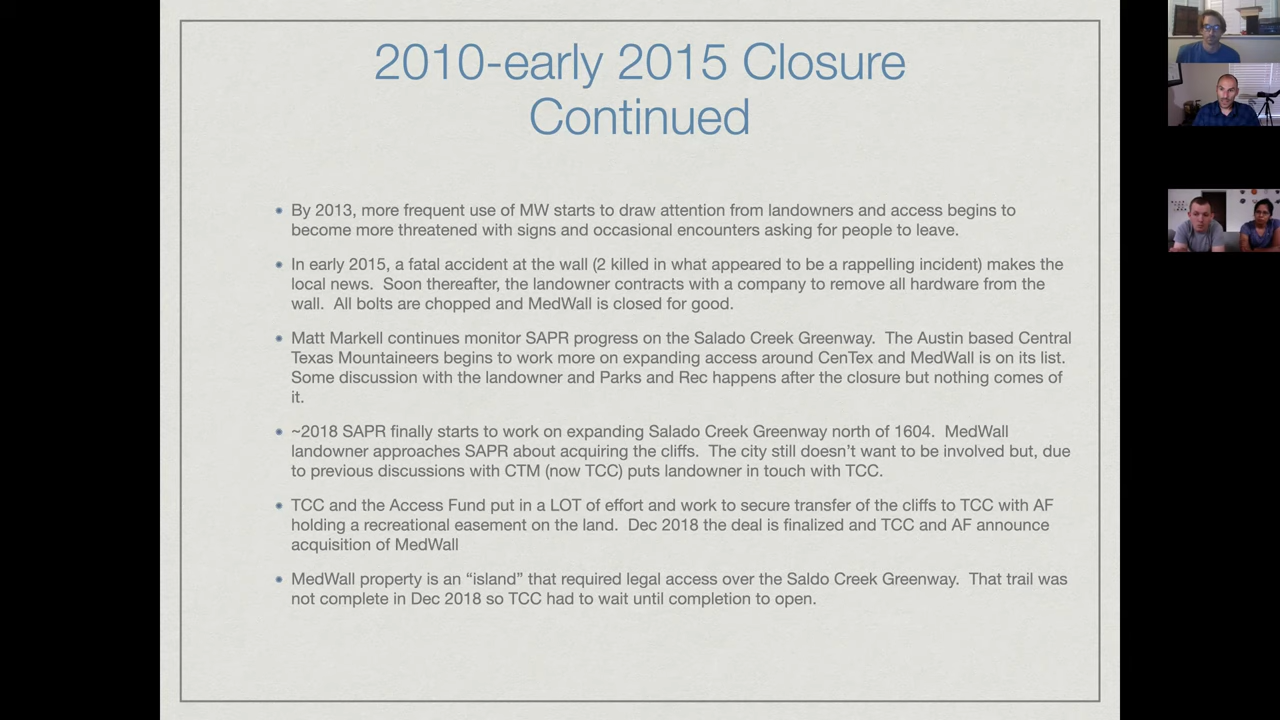 2010-early 2015 Closure
Continued
By 2013, more frequent use of MW starts to draw attention from landowners and access begins to
become more threatened with signs and occasional encounters asking for people to leave.
In early 2015, a fatal accident at the wall (2 killed in what appeared to be a rappelling incident) makes the
local news.  Soon thereafter, the landowner contracts with a company to remove all hardware from the
wall.  All bolts are chopped and MedWall is closed for good.
Matt Markell continues monitor SAPR progress on the Salado Creek Greenway.  The Austin based Central
Texas Mountaineers begins to work more on expanding access around CenTex and MedWall is on its list.
Some discussion with the landowner and Parks and Rec happens after the closure but nothing comes of
it.
~2018 SAPR finally starts to work on expanding Salado Creek Greenway north of 1604.  MedWall
landowner approaches SAPR about acquiring the cliffs.  The city still doesn’t want to be involved but, due
to previous discussions with CTM (now TCC) puts landowner in touch with TCC.
TCC and the Access Fund put in a LOT of effort and work to secure transfer of the cliffs to TCC with AF
holding a recreational easement on the land.  Dec 2018 the deal is finalized and TCC and AF announce
acquisition of MedWall
MedWall property is an “island” that required legal access over the Saldo Creek Greenway.  That trail was
not complete in Dec 2018 so TCC had to wait until completion to open.